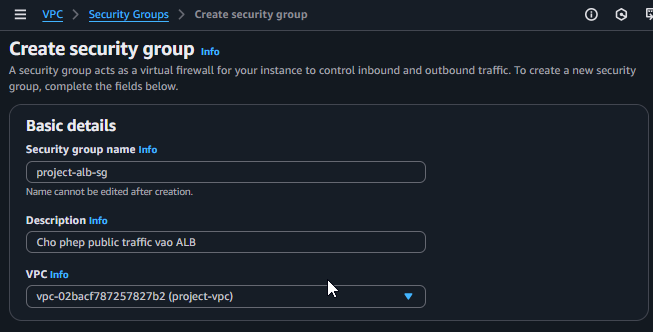 VPC > Security Groups > Create security group
Create security group Info
A security group acts as a virtual firewall for your instance to control inbound and outbound traffic. To create a new security
group, complete the fields below.
Basic details
Security group name Info
project-alb-sg
Name cannot be edited after creation.
Description Info
Cho phep public traffic vao ALB
VPC Info
vpc-02bacf787257827b2 (project-vpc)